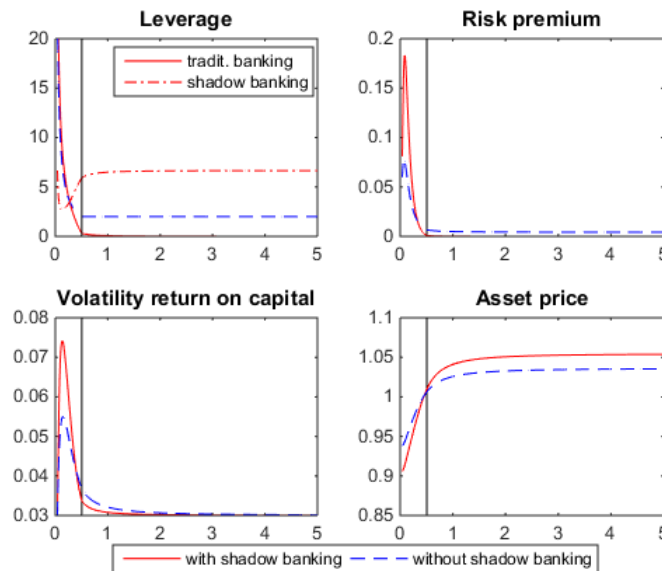 Leverage
20
15
10
5
0
0 1 2 3 4 5
tradit. banking
shadow banking
Risk premium
0.2
0.15
0.1
0.05
0
0 1 2 3 4 5
Volatility return on capital
0.08
0.07
0.06
0.05
0.04
0.03
0 1 2 3 4 5
Asset price
1.1
1.05
1
0.95
0.9
0.85
0 1 2 3 4 5
with shadow banking without shadow banking